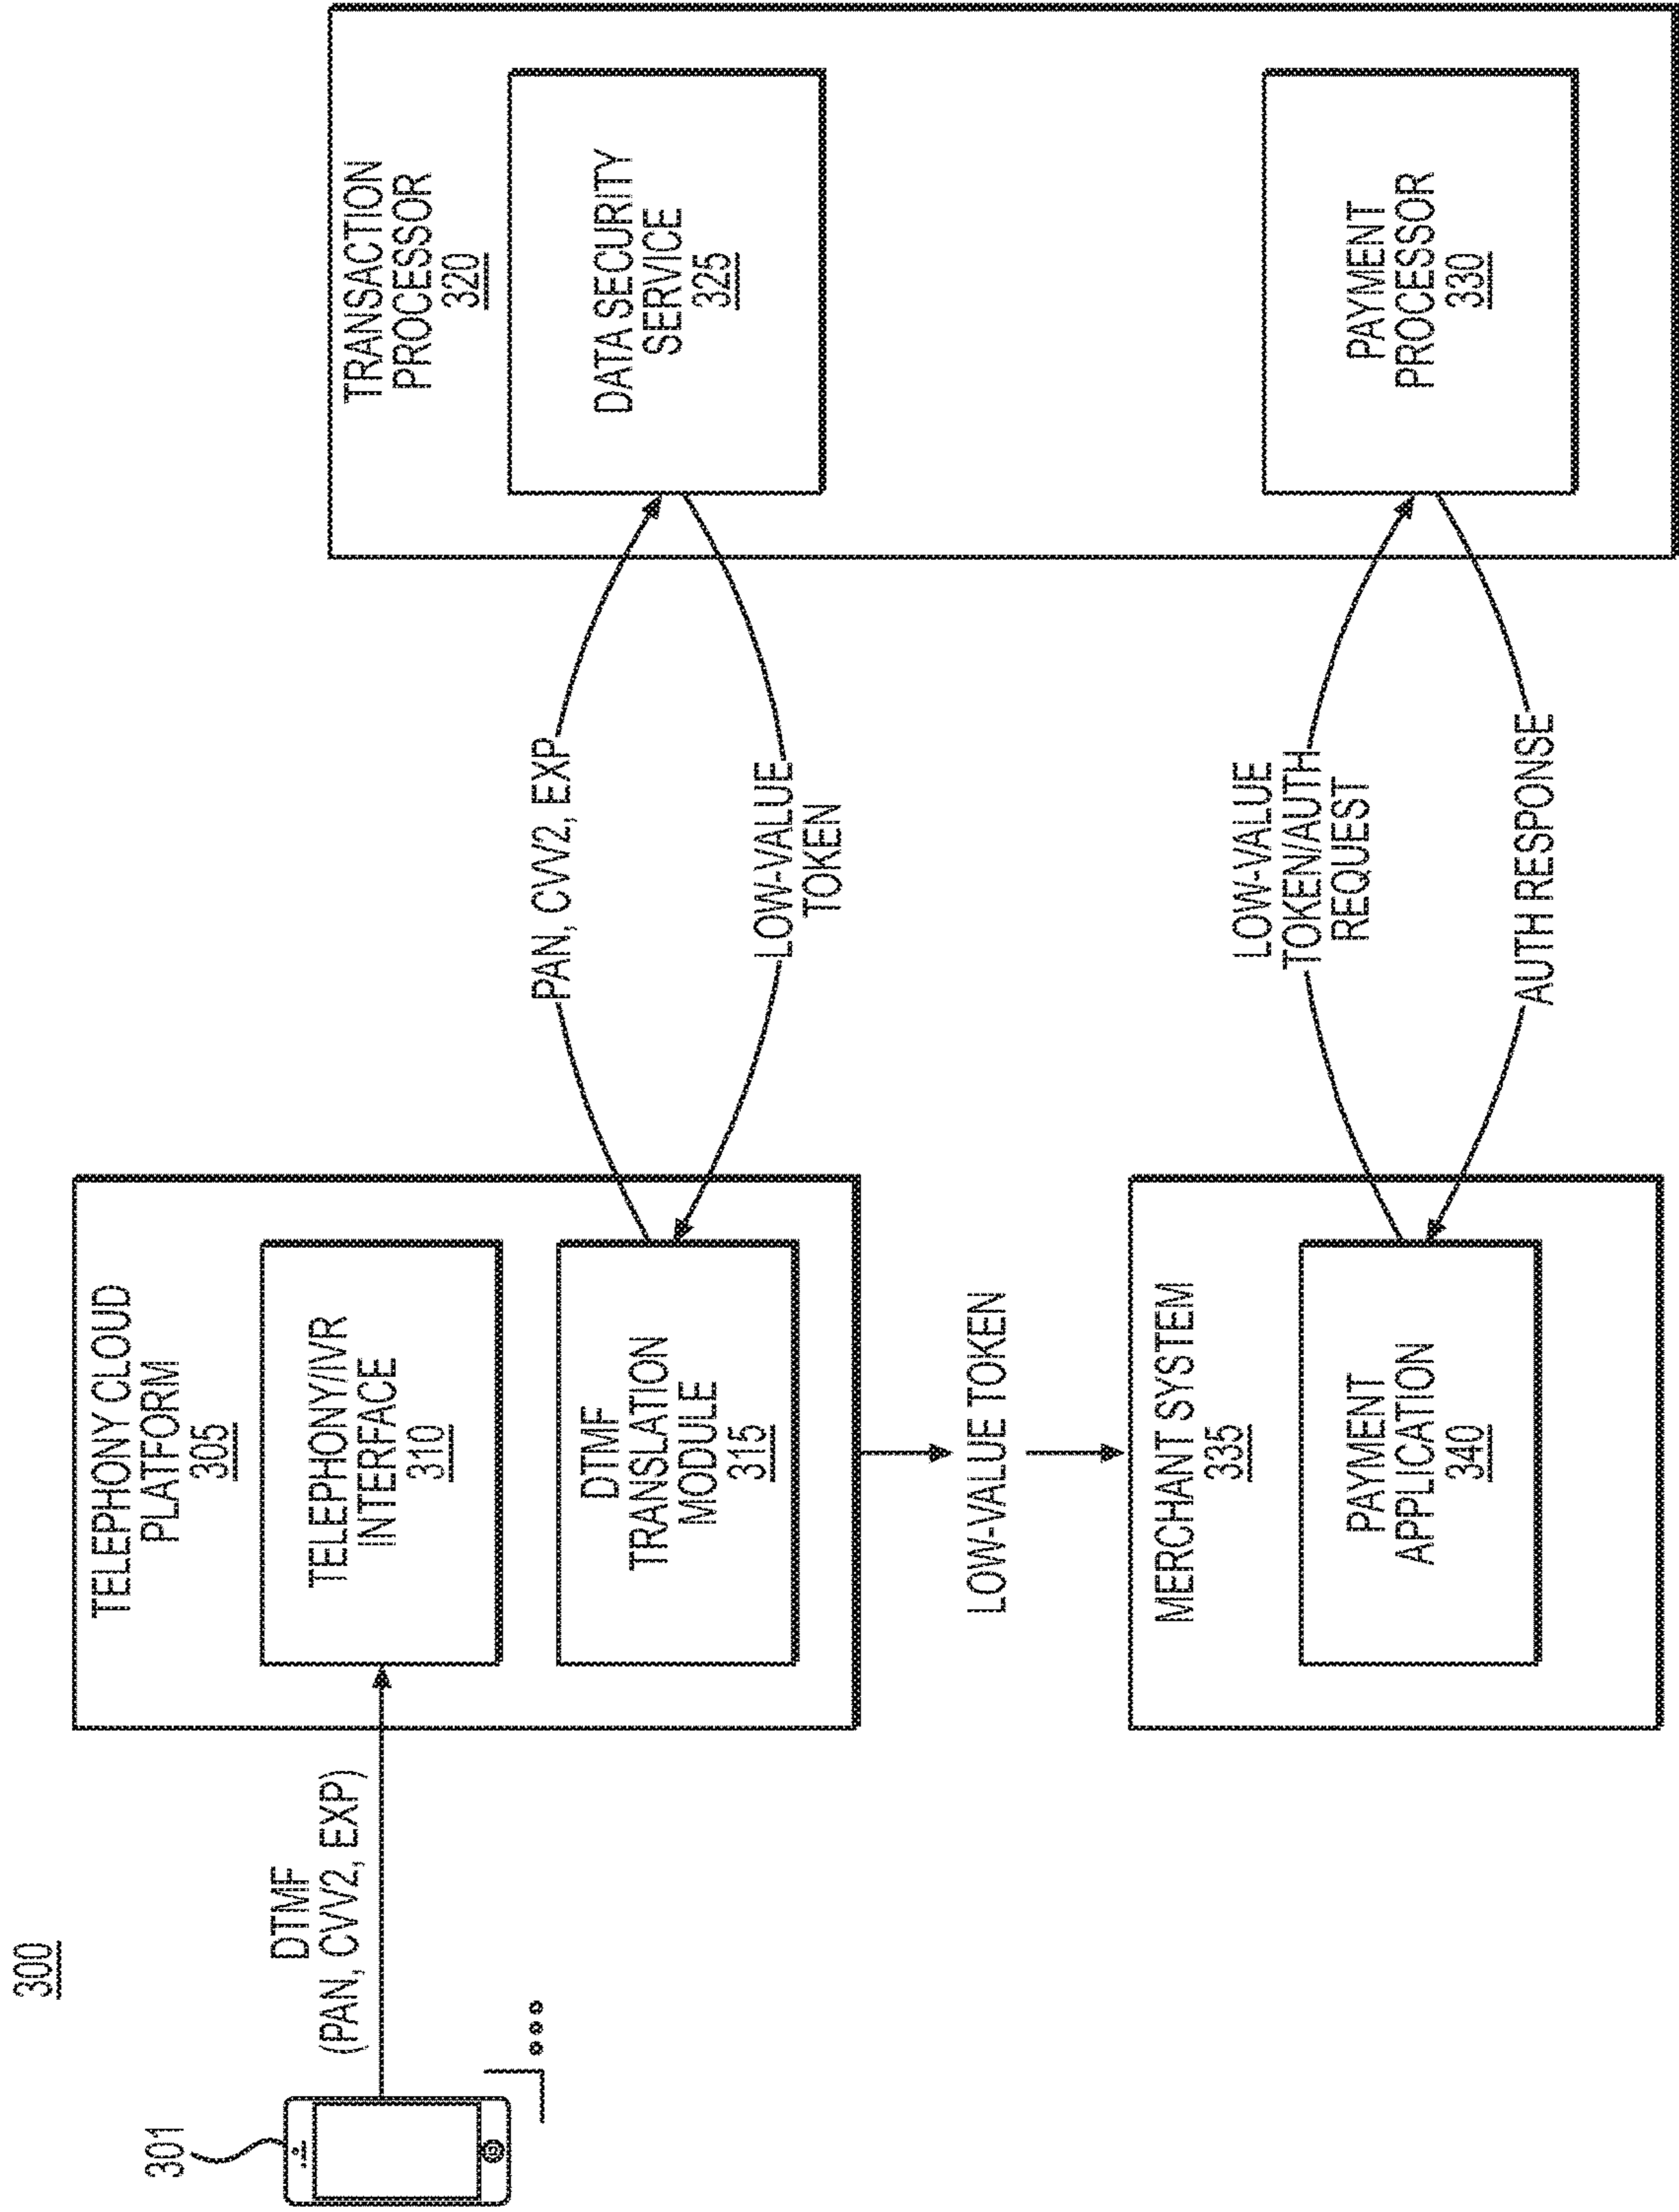 300
301
DTMF
(PAN, CVV2, EXP)
TELEPHONY CLOUD
PLATFORM
305
TELEPHONY/IVR
INTERFACE
310
DTMF
TRANSLATION
MODULE
315
PAN, CVV2, EXP
LOW-VALUE
TOKEN
TRANSACTION
PROCESSOR
320
DATA SECURITY
SERVICE
325
LOW-VALUE TOKEN
MERCHANT SYSTEM
335
PAYMENT
APPLICATION
340
LOW-VALUE
TOKEN/AUTH
REQUEST
AUTH RESPONSE
PAYMENT
PROCESSOR
330